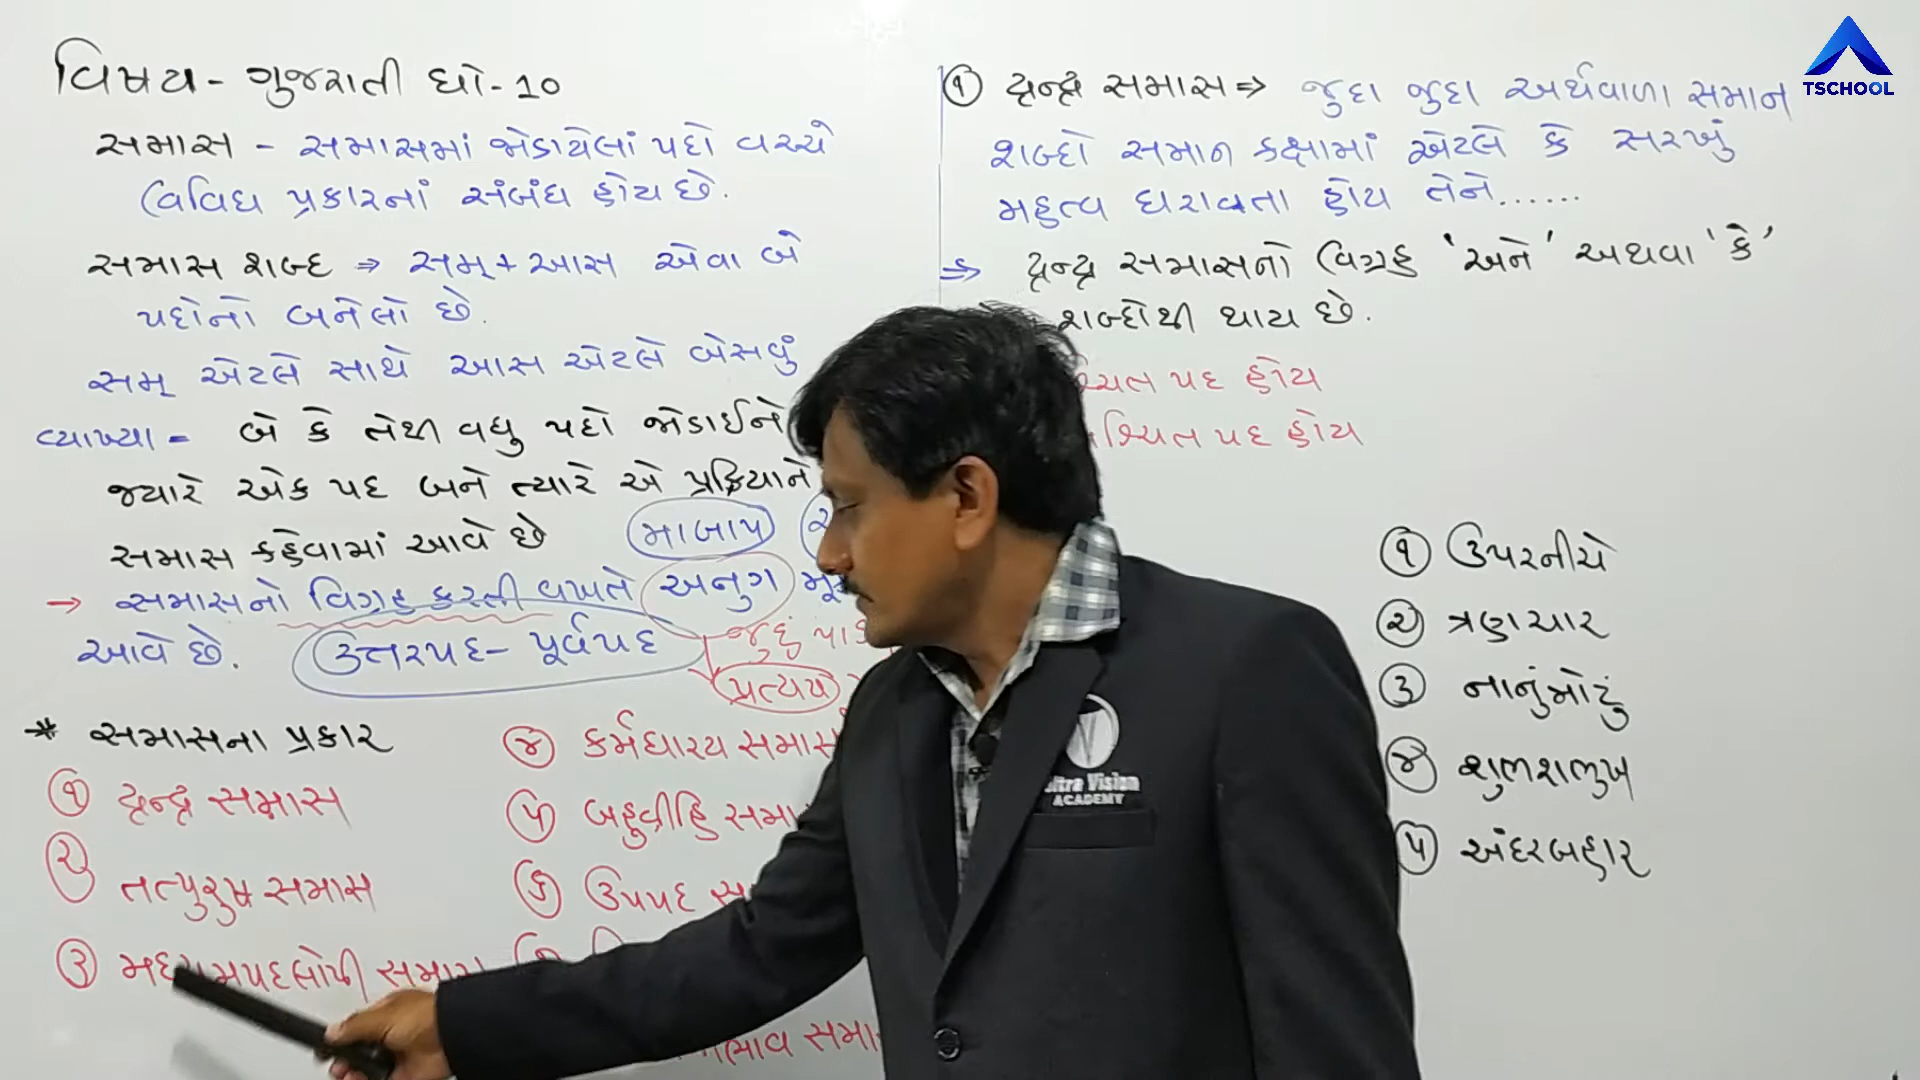 વિષય - ગુજરાતી ધો-10
સમાસ - સમાસમાં જોડાયેલાં પદો વચ્ચે
વિવિધ પ્રકારનાં સંબંધ હોય છે.
સમાસ શબ્દ ⇒ સમ્ + આસ એવા બે
પદોનો બનેલો છે.
સમ્ એટલે સાથે આસ એટલે બેસવું
વ્યાખ્યા = બે કે તેથી વધુ પદો જોડાઈને
જ્યારે એક પદ બને ત્યારે એ પ્રક્રિયાને
સમાસ કહેવામાં આવે છે
માબાપ
→ સમાસનો વિગ્રહ કરતી વખતે અનુગ
આવે છે. ઉત્તરપદ - પૂર્વપદ
જુદું
પ્રત્યય
* સમાસના પ્રકાર
૧ દ્વન્દ્વ સમાસ
૨ તત્પુરુષ સમાસ
૩ મધ્યમપદલોપી સમાસ
૪ કર્મધારય સમાસ
૫ બહુવ્રીહિ
૬ ઉપપદ
૧ દ્વન્દ્વ સમાસ ⇒ જુદા જુદા અર્થવાળા સમાન
શબ્દો સમાન કક્ષામાં એટલે કે સરખું
મહત્વ ધરાવતા હોય તેને......
⇒ દ્વન્દ્વ સમાસનો વિગ્રહ 'અને' અથવા 'કે'
શબ્દોથી થાય છે.
પદ હોય
પદ હોય
૧ ઉપરનીચે
૨ ત્રણચાર
૩ નાનુંમોટું
૪
૫ અંદરબહાર
Vision
ACADEMY
TSCHOOL